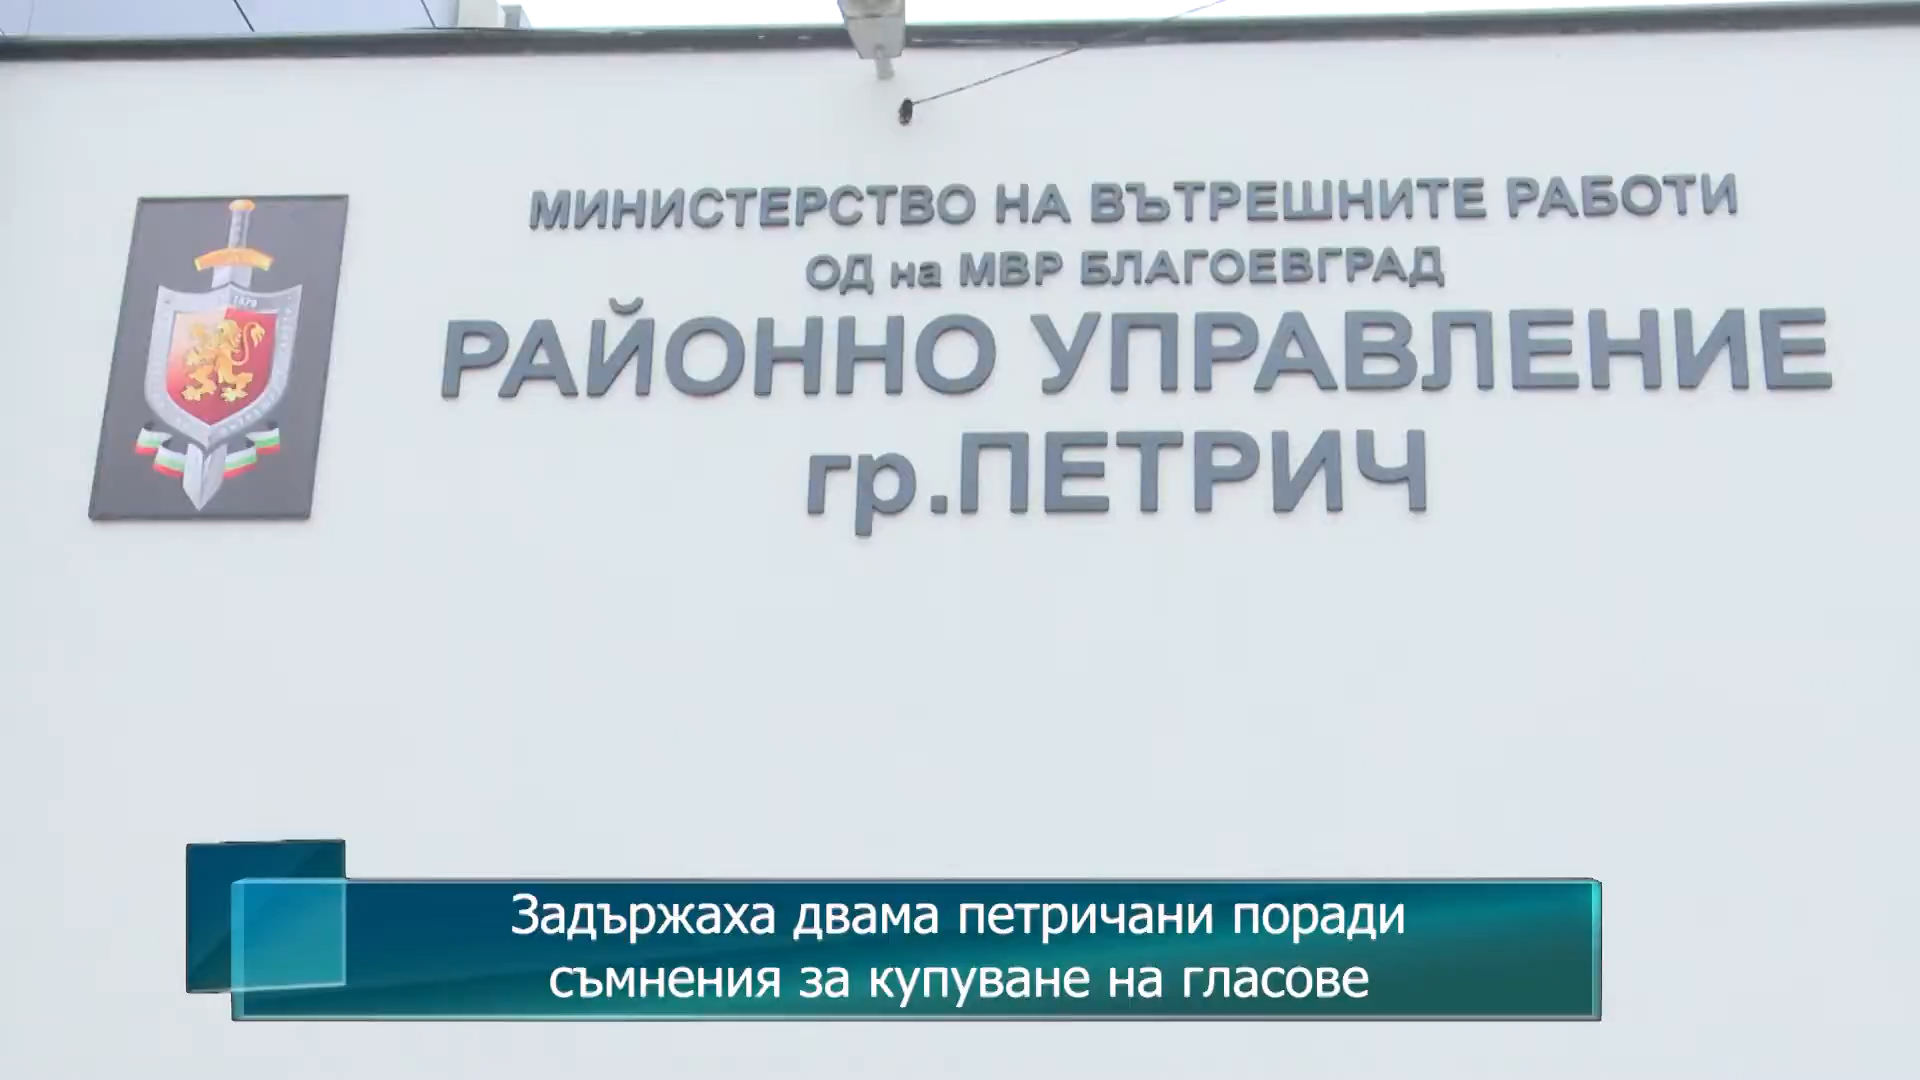 МИНИСТЕРСТВО НА ВЪТРЕШНИТЕ РАБОТИ
ОД на МВР БЛАГОЕВГРАД
РАЙОННО УПРАВЛЕНИЕ
гр.ПЕТРИЧ
1879
Задържаха двама петричани поради
съмнения за купуване на гласове